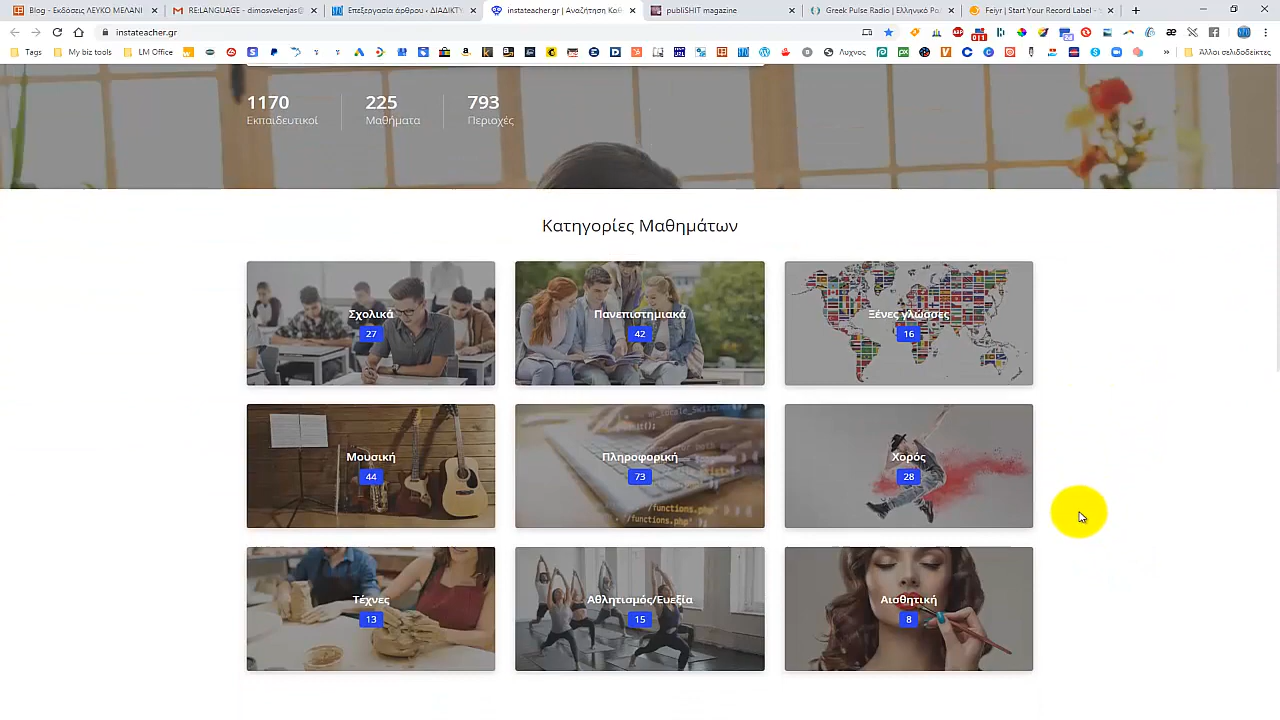 Blog - Εκδόσεις ΛΕΥΚΟ ΜΕΛΑΝΙ
RE:LANGUAGE - dimosvelenjas@
Επεξεργασία άρθρου ‹ ΔΙΑΔΙΚΤΥ
instateacher.gr | Αναζήτηση Καθ
publiSHIT magazine
Greek Pulse Radio | Ελληνικό Ρα
Feiyr | Start Your Record Label -
instateacher.gr
Tags
My biz tools
LM Office
Λυχνος
Άλλοι σελιδοδείκτες
1170
225
793
Εκπαιδευτικοί
Μαθήματα
Περιοχές
Κατηγορίες Μαθημάτων
Σχολικά
27
Πανεπιστημιακά
42
Ξένες γλώσσες
16
Μουσική
44
Πληροφορική
73
Χορός
28
Τέχνες
13
Αθλητισμός/Ευεξία
15
Αισθητική
8